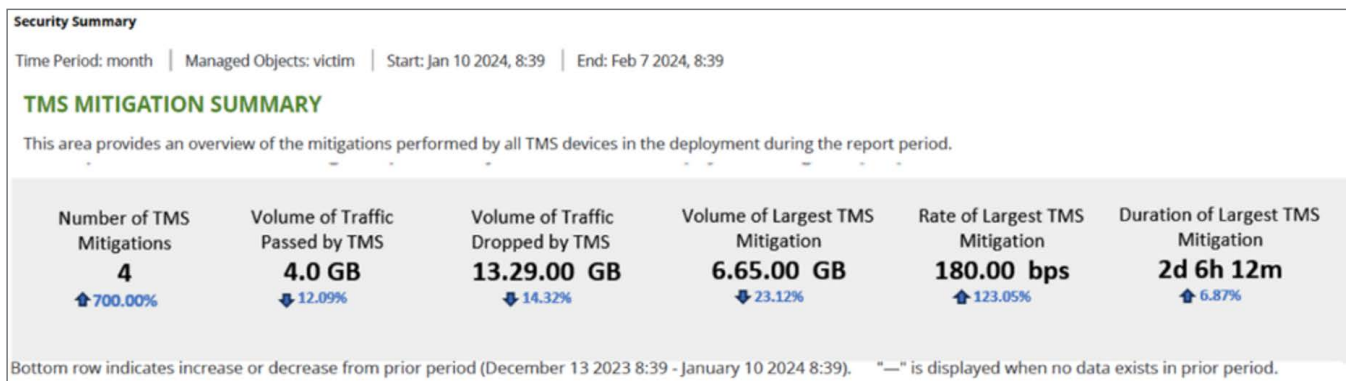 Security Summary
Time Period: month | Managed Objects: victim | Start: Jan 10 2024, 8:39 | End: Feb 7 2024, 8:39
TMS MITIGATION SUMMARY
This area provides an overview of the mitigations performed by all TMS devices in the deployment during the report period.
Number of TMS Mitigations
4
700.00%
Volume of Traffic Passed by TMS
4.0 GB
12.09%
Volume of Traffic Dropped by TMS
13.29.00 GB
14.32%
Volume of Largest TMS Mitigation
6.65.00 GB
23.12%
Rate of Largest TMS Mitigation
180.00 bps
123.05%
Duration of Largest TMS Mitigation
2d 6h 12m
6.87%
Bottom row indicates increase or decrease from prior period (December 13 2023 8:39 - January 10 2024 8:39). "—" is displayed when no data exists in prior period.